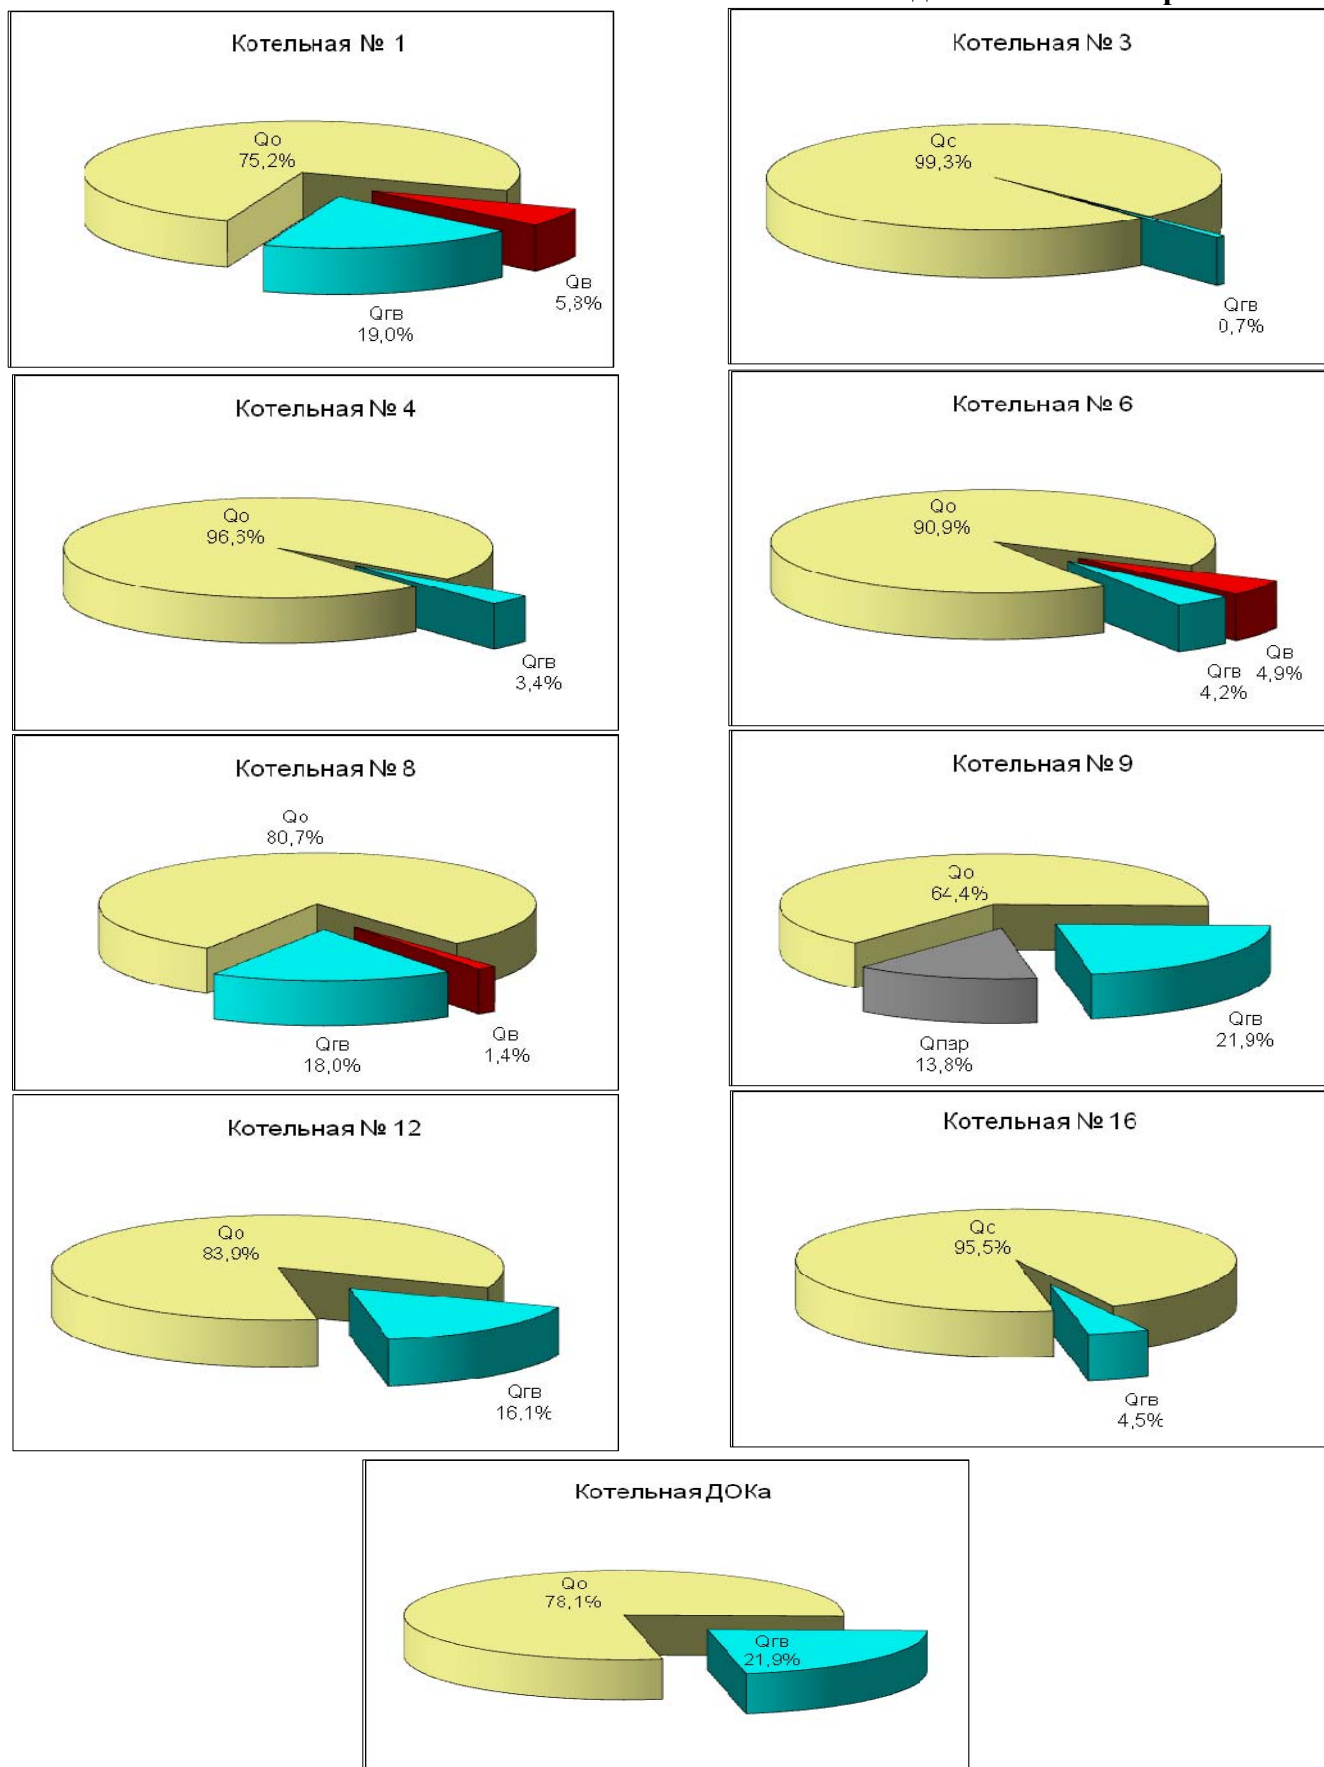 Котельная № 1
Qо
75,2%
Qв
5,8%
Qгв
19,0%
Котельная № 3
Qс
99,3%
Qгв
0,7%
Котельная № 4
Qо
96,6%
Qгв
3,4%
Котельная № 6
Qо
90,9%
Qв
4,9%
Qгв
4,2%
Котельная № 8
Qо
80,7%
Qв
1,4%
Qгв
18,0%
Котельная № 9
Qо
64,4%
Qгв
21,9%
Qпар
13,8%
Котельная № 12
Qо
83,9%
Qгв
16,1%
Котельная № 16
Qс
95,5%
Qгв
4,5%
Котельная ДОКа
Qо
78,1%
Qгв
21,9%